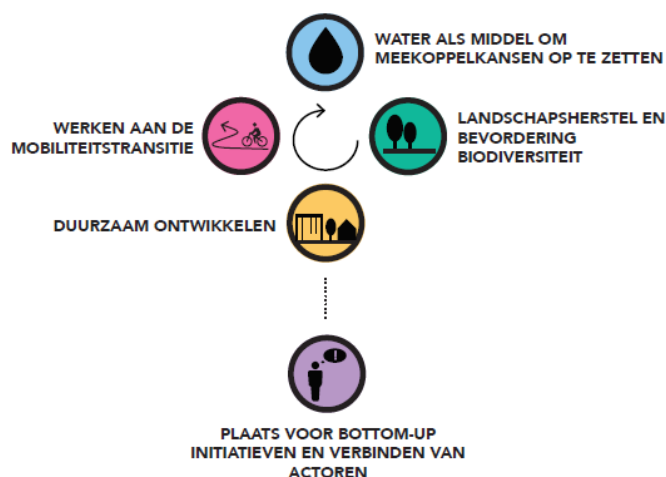 WATER ALS MIDDEL OM
MEEKOPPELKANSEN OP TE ZETTEN
WERKEN AAN DE
MOBILITEITSTRANSITIE
LANDSCHAPSHERSTEL EN
BEVORDERING
BIODIVERSITEIT
DUURZAAM ONTWIKKELEN
!
PLAATS VOOR BOTTOM-UP
INITIATIEVEN EN VERBINDEN VAN
ACTOREN